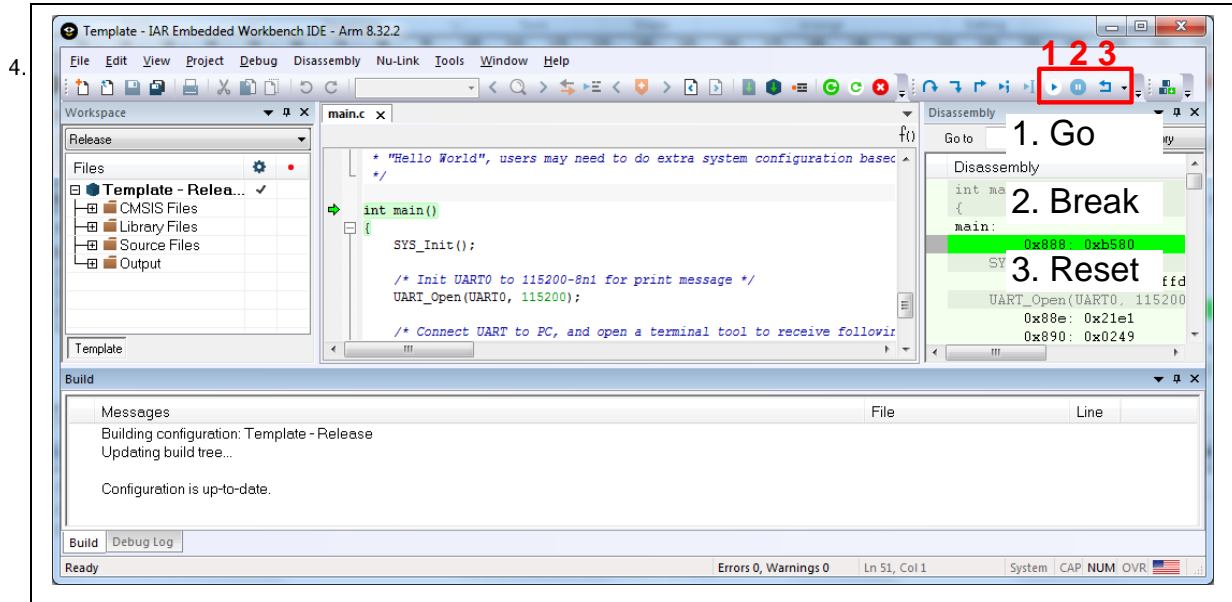 4.
Template - IAR Embedded Workbench IDE - Arm 8.32.2
File Edit View Project Debug Disassembly Nu-Link Tools Window Help
1 2 3
Workspace
main.c
Disassembly
Release
f()
Go to
1. Go
Files
* "Hello World", users may need to do extra system configuration based
*/
Disassembly
Template - Relea...
int ma
CMSIS Files
int main()
{
2. Break
Library Files
{
main:
Source Files
SYS_Init();
0x888: 0xb580
Output
SY
3. Reset
ffd
/* Init UART0 to 115200-8n1 for print message */
UART_Open(UART0, 115200);
UART_Open(UART0, 115200
0x88e: 0x21e1
/* Connect UART to PC, and open a terminal tool to receive followin
0x890: 0x0249
Template
Build
Messages File Line
Building configuration: Template - Release
Updating build tree...
Configuration is up-to-date.
Build Debug Log
Ready Errors 0, Warnings 0 Ln 51, Col 1 System CAP NUM OVR